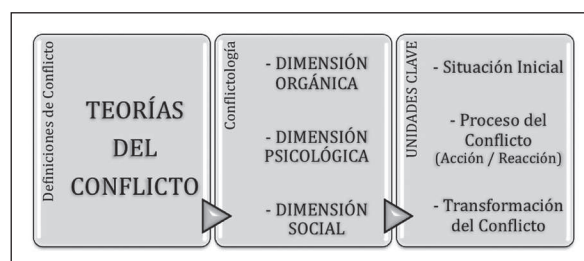 Definiciones de Conflicto
TEORÍAS
DEL
CONFLICTO
Conflictología
- DIMENSIÓN
ORGÁNICA
- DIMENSIÓN
PSICOLÓGICA
- DIMENSIÓN
SOCIAL
UNIDADES CLAVE
- Situación Inicial
- Proceso del
Conflicto
(Acción / Reacción)
- Transformación
del Conflicto